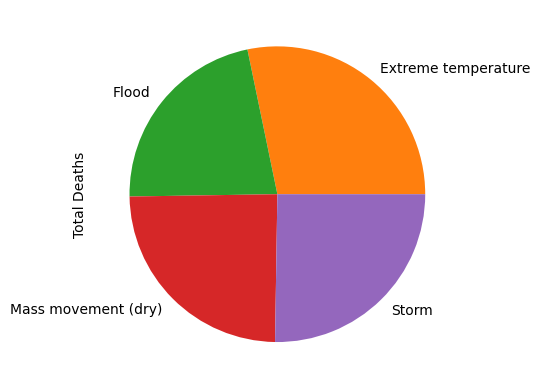 Extreme temperature
Flood
Total Deaths
Mass movement (dry)
Storm